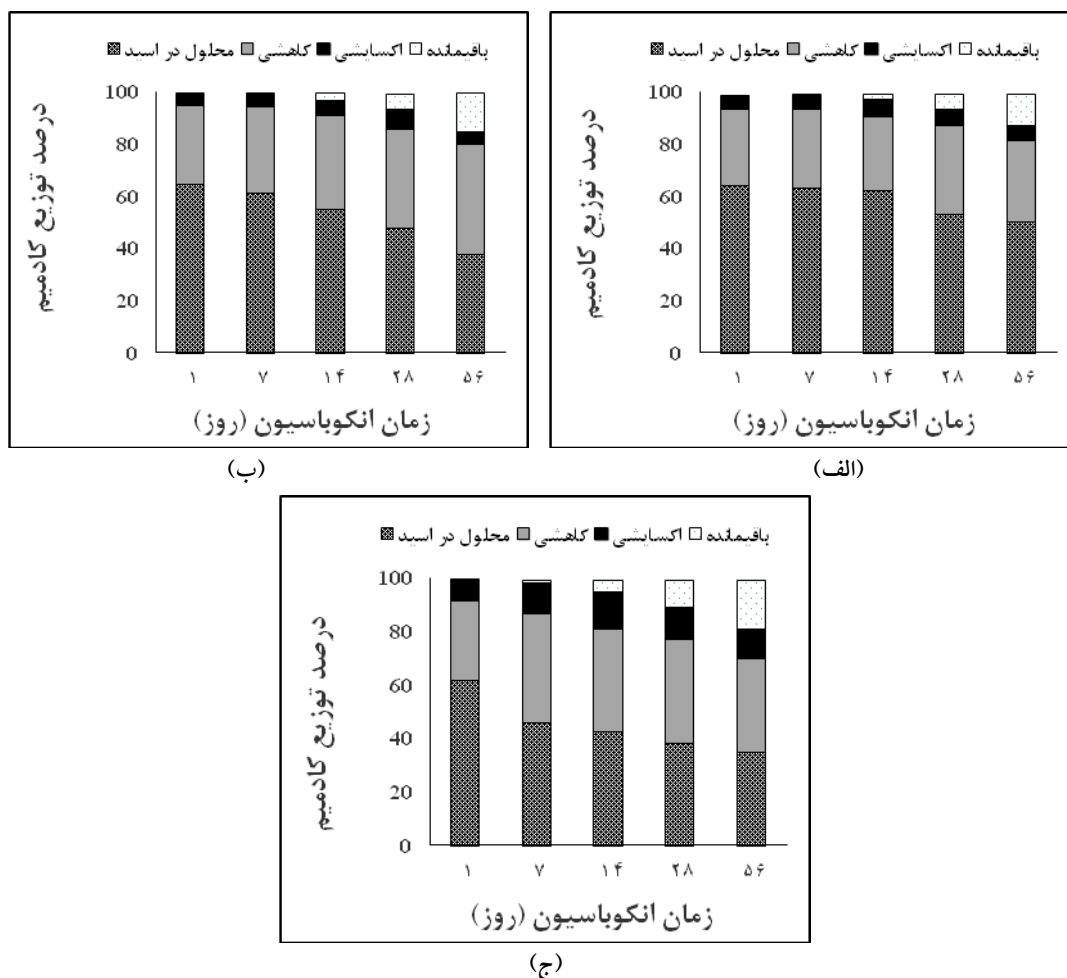 باقیمانده اکسایشی کاهشی محلول در اسید
درصد توزیع کادمیم
100
80
60
40
20
0
۱ ۷ ۱۴ ۲۸ ۵۶
زمان انکوباسیون (روز)
(الف)
باقیمانده اکسایشی کاهشی محلول در اسید
درصد توزیع کادمیم
100
80
60
40
20
0
۱ ۷ ۱۴ ۲۸ ۵۶
زمان انکوباسیون (روز)
(ب)
باقیمانده اکسایشی کاهشی محلول در اسید
درصد توزیع کادمیم
100
80
60
40
20
0
۱ ۷ ۱۴ ۲۸ ۵۶
زمان انکوباسیون (روز)
(ج)